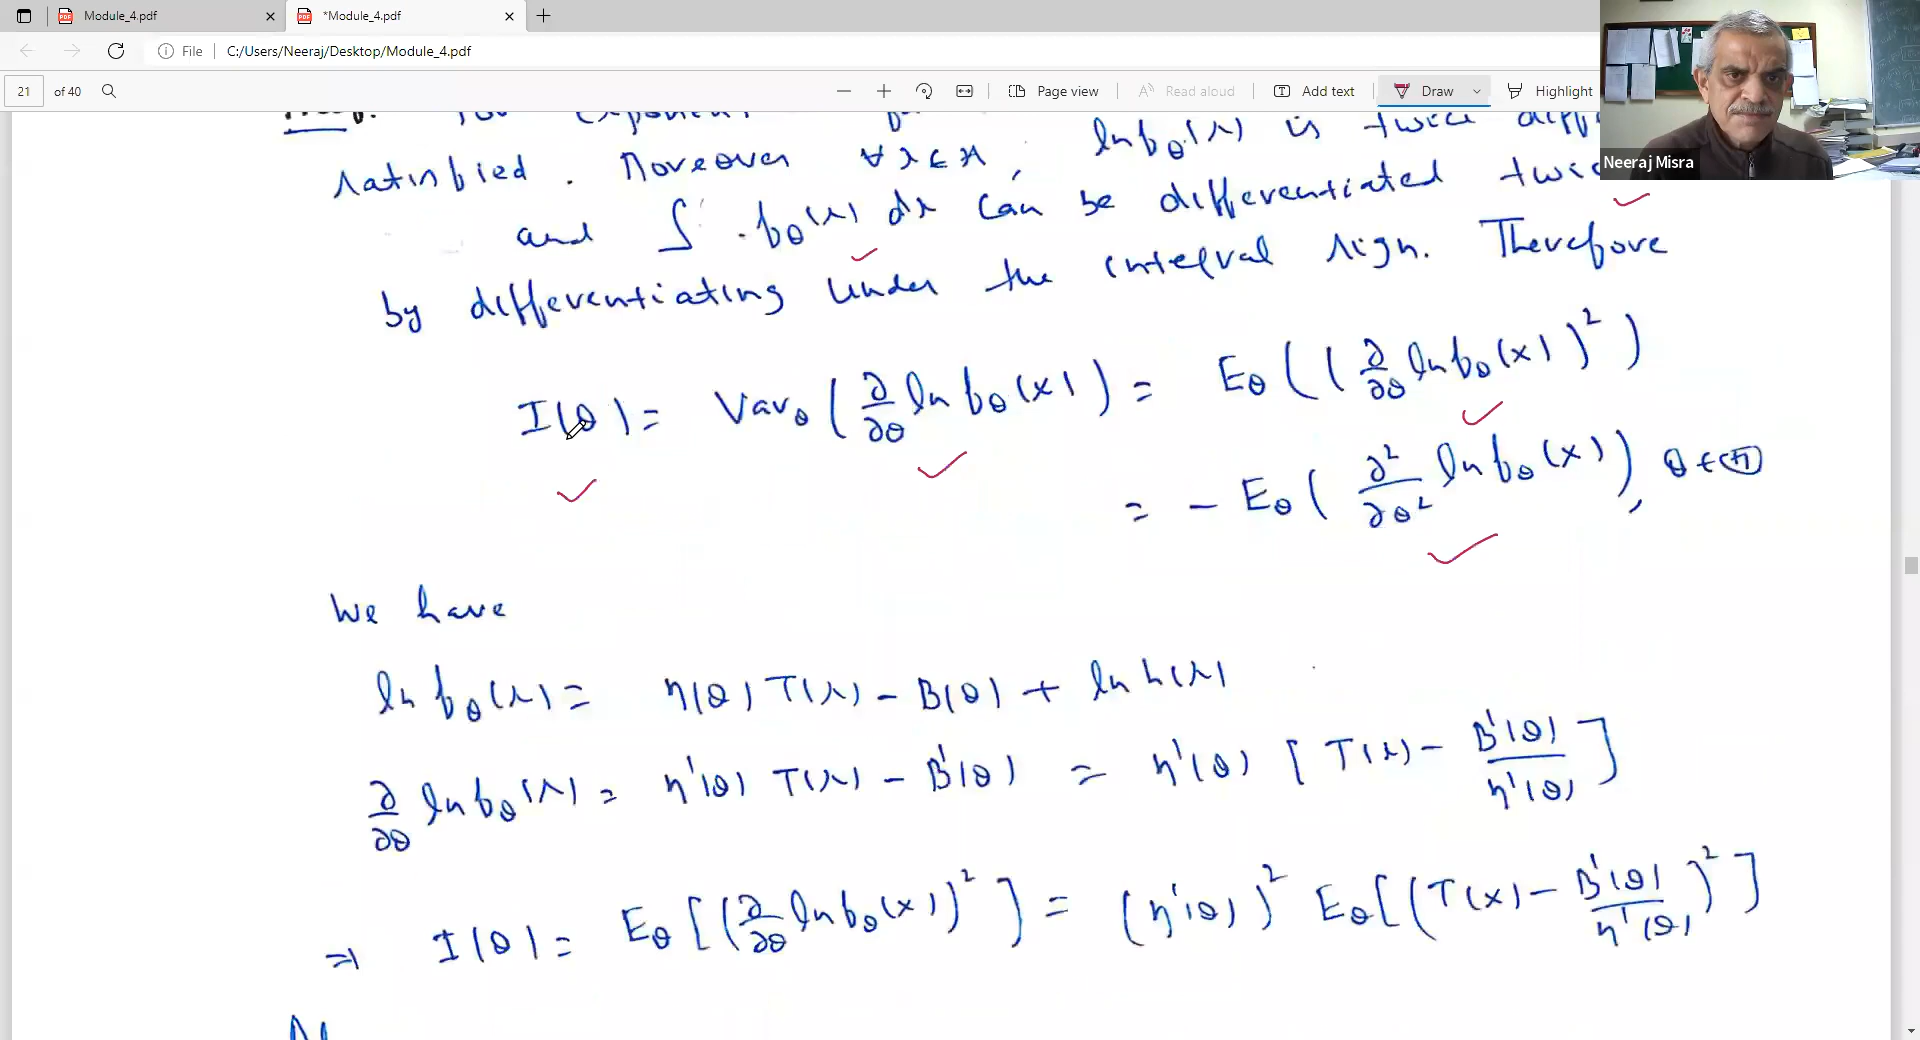 Module_4.pdf
*Module_4.pdf
File C:/Users/Neeraj/Desktop/Module_4.pdf
21 of 40 Page view Read aloud Add text Draw Highlight
Neeraj Misra
satisfied. Moreover ∀ x ∈ 𝒳, ln f_θ(x) is twice
and ∫ f_θ(x) dx can be differentiated
by differentiating under the integral sign. Therefore
I(θ) = Var_θ ( ∂/∂θ ln f_θ(X) ) = E_θ ( ( ∂/∂θ ln f_θ(X) )² )
= - E_θ ( ∂²/∂θ² ln f_θ(X) ), θ ∈ Θ
We have
ln f_θ(x) = η(θ) T(x) - B(θ) + ln h(x)
∂/∂θ ln f_θ(x) = η'(θ) T(x) - B'(θ) = η'(θ) [ T(x) - B'(θ)/η'(θ) ]
⇒ I(θ) = E_θ [ ( ∂/∂θ ln f_θ(X) )² ] = (η'(θ))² E_θ [ ( T(X) - B'(θ)/η'(θ) )² ]